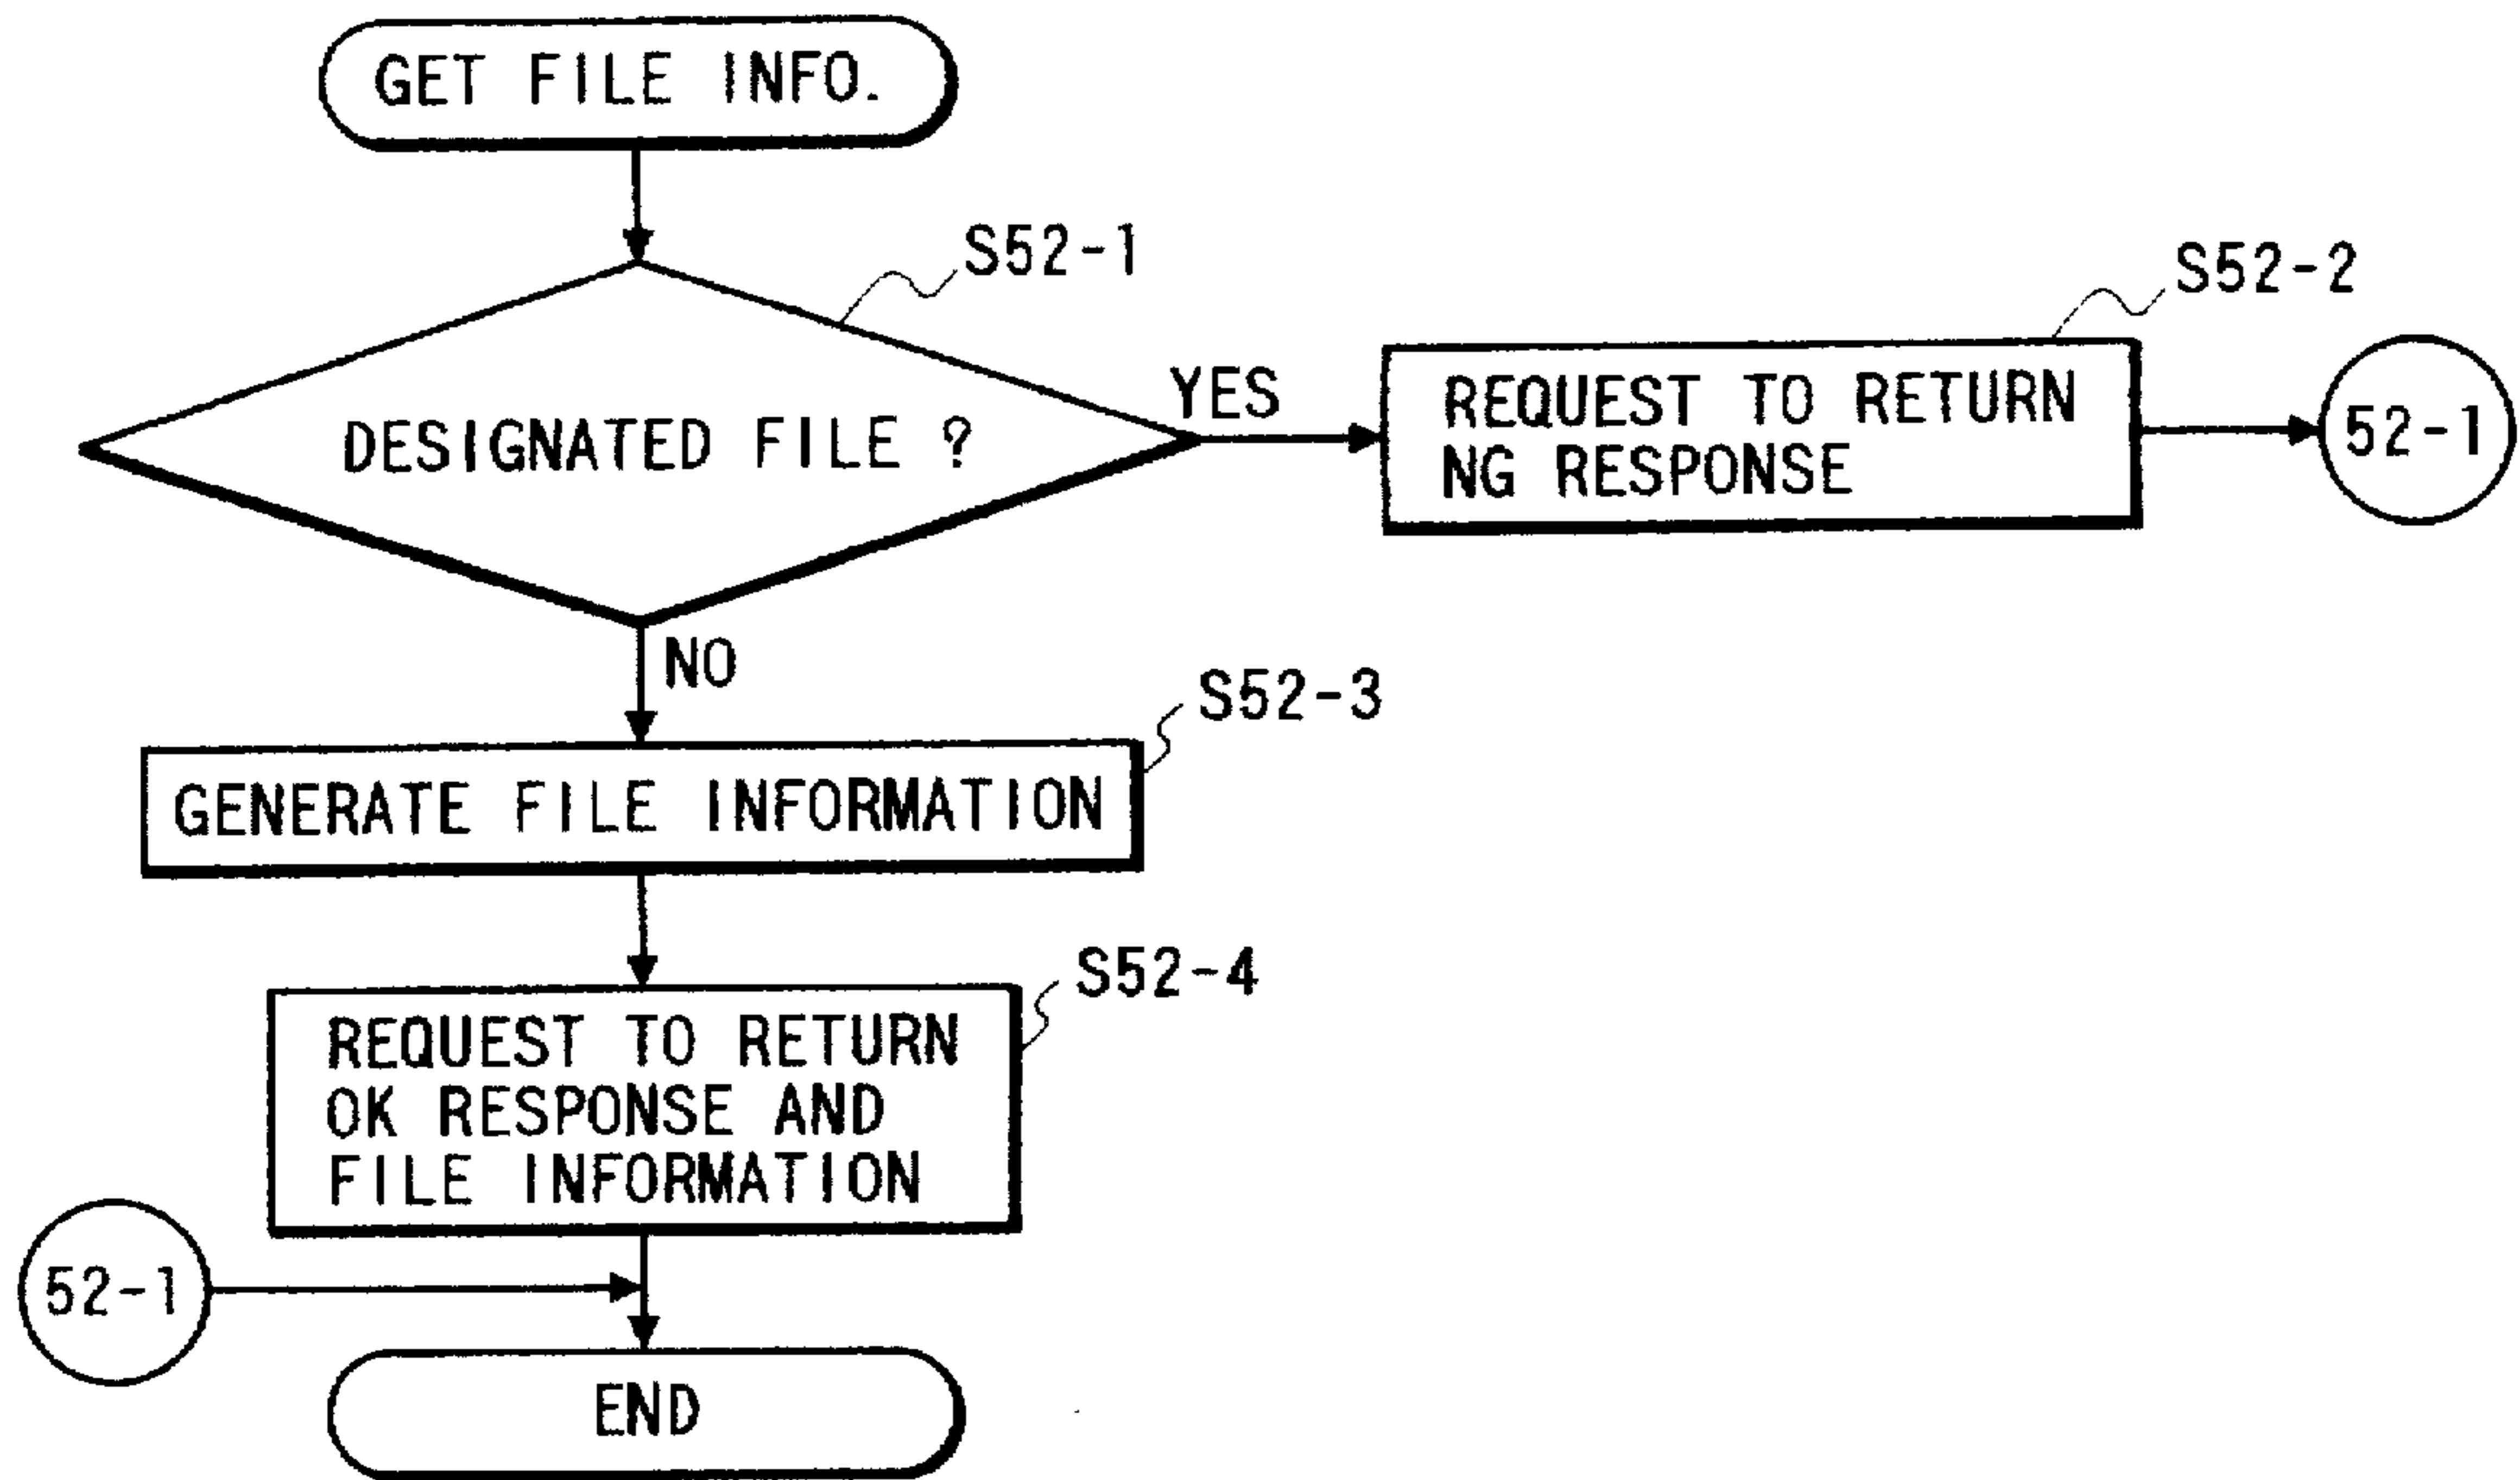 GET FILE INFO.
S52-1
S52-2
DESIGNATED FILE ?
YES
REQUEST TO RETURN
NG RESPONSE
52-1
NO
S52-3
GENERATE FILE INFORMATION
S52-4
REQUEST TO RETURN
OK RESPONSE AND
FILE INFORMATION
52-1
END